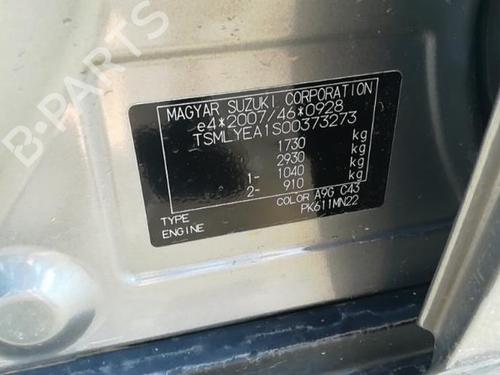 B-PARTS
MAGYAR SUZUKI CORPORATION
e4*2007/46*0928
TSMLYEA1S00373273
1730 kg
2930 kg
1- 1040 kg
2- 910 kg
COLOR A9G C43
TYPE
ENGINE PK611MN22